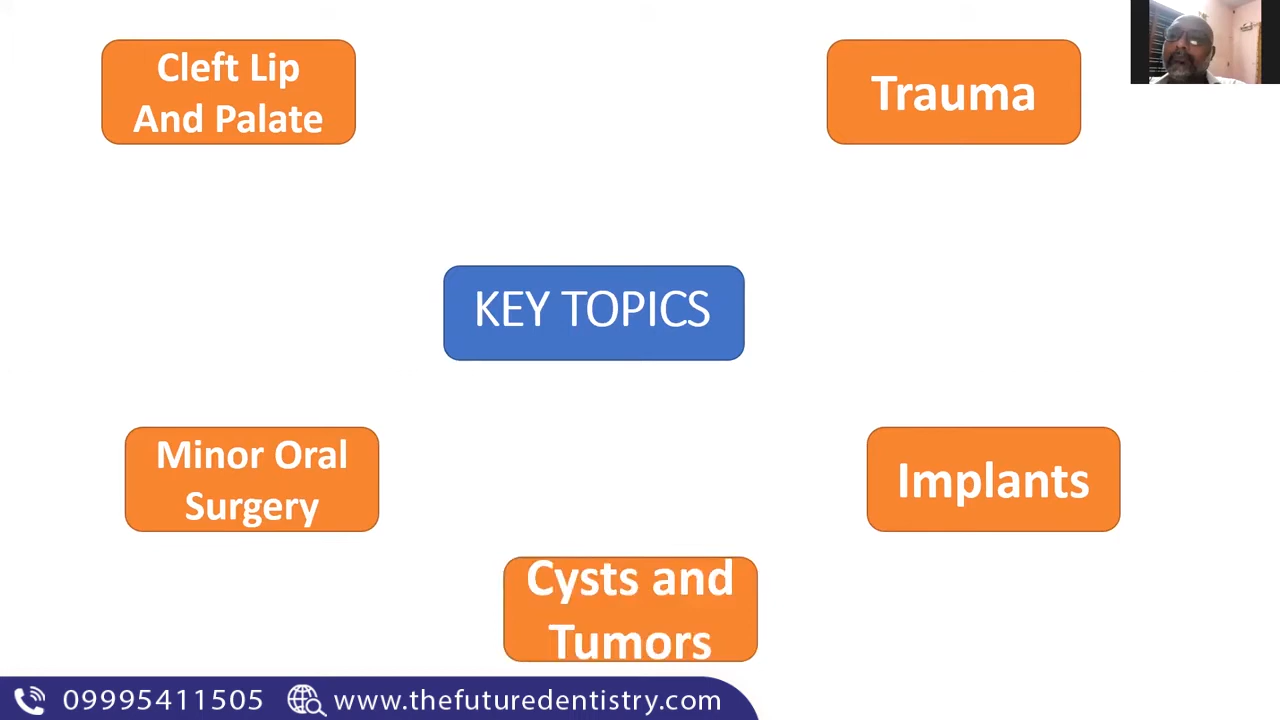 Cleft Lip
And Palate
Trauma
KEY TOPICS
Minor Oral
Surgery
Implants
Cysts and
Tumors
09995411505 www.thefuturedentistry.com